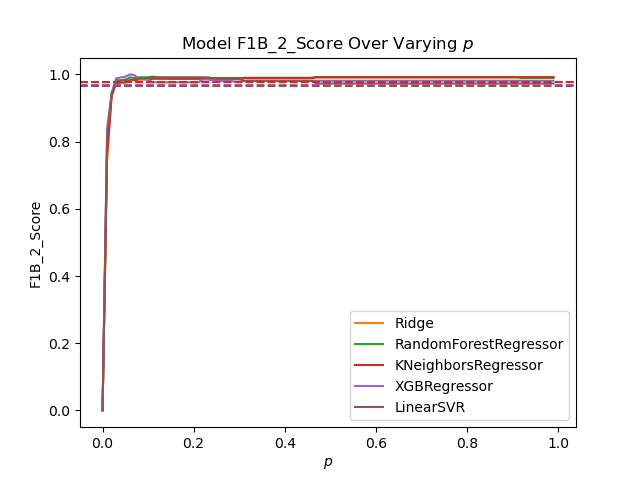 Model F1B_2_Score Over Varying p
F1B_2_Score
1.0
0.8
0.6
0.4
0.2
0.0
Ridge
RandomForestRegressor
KNeighborsRegressor
XGBRegressor
LinearSVR
0.0 0.2 0.4 0.6 0.8 1.0
p